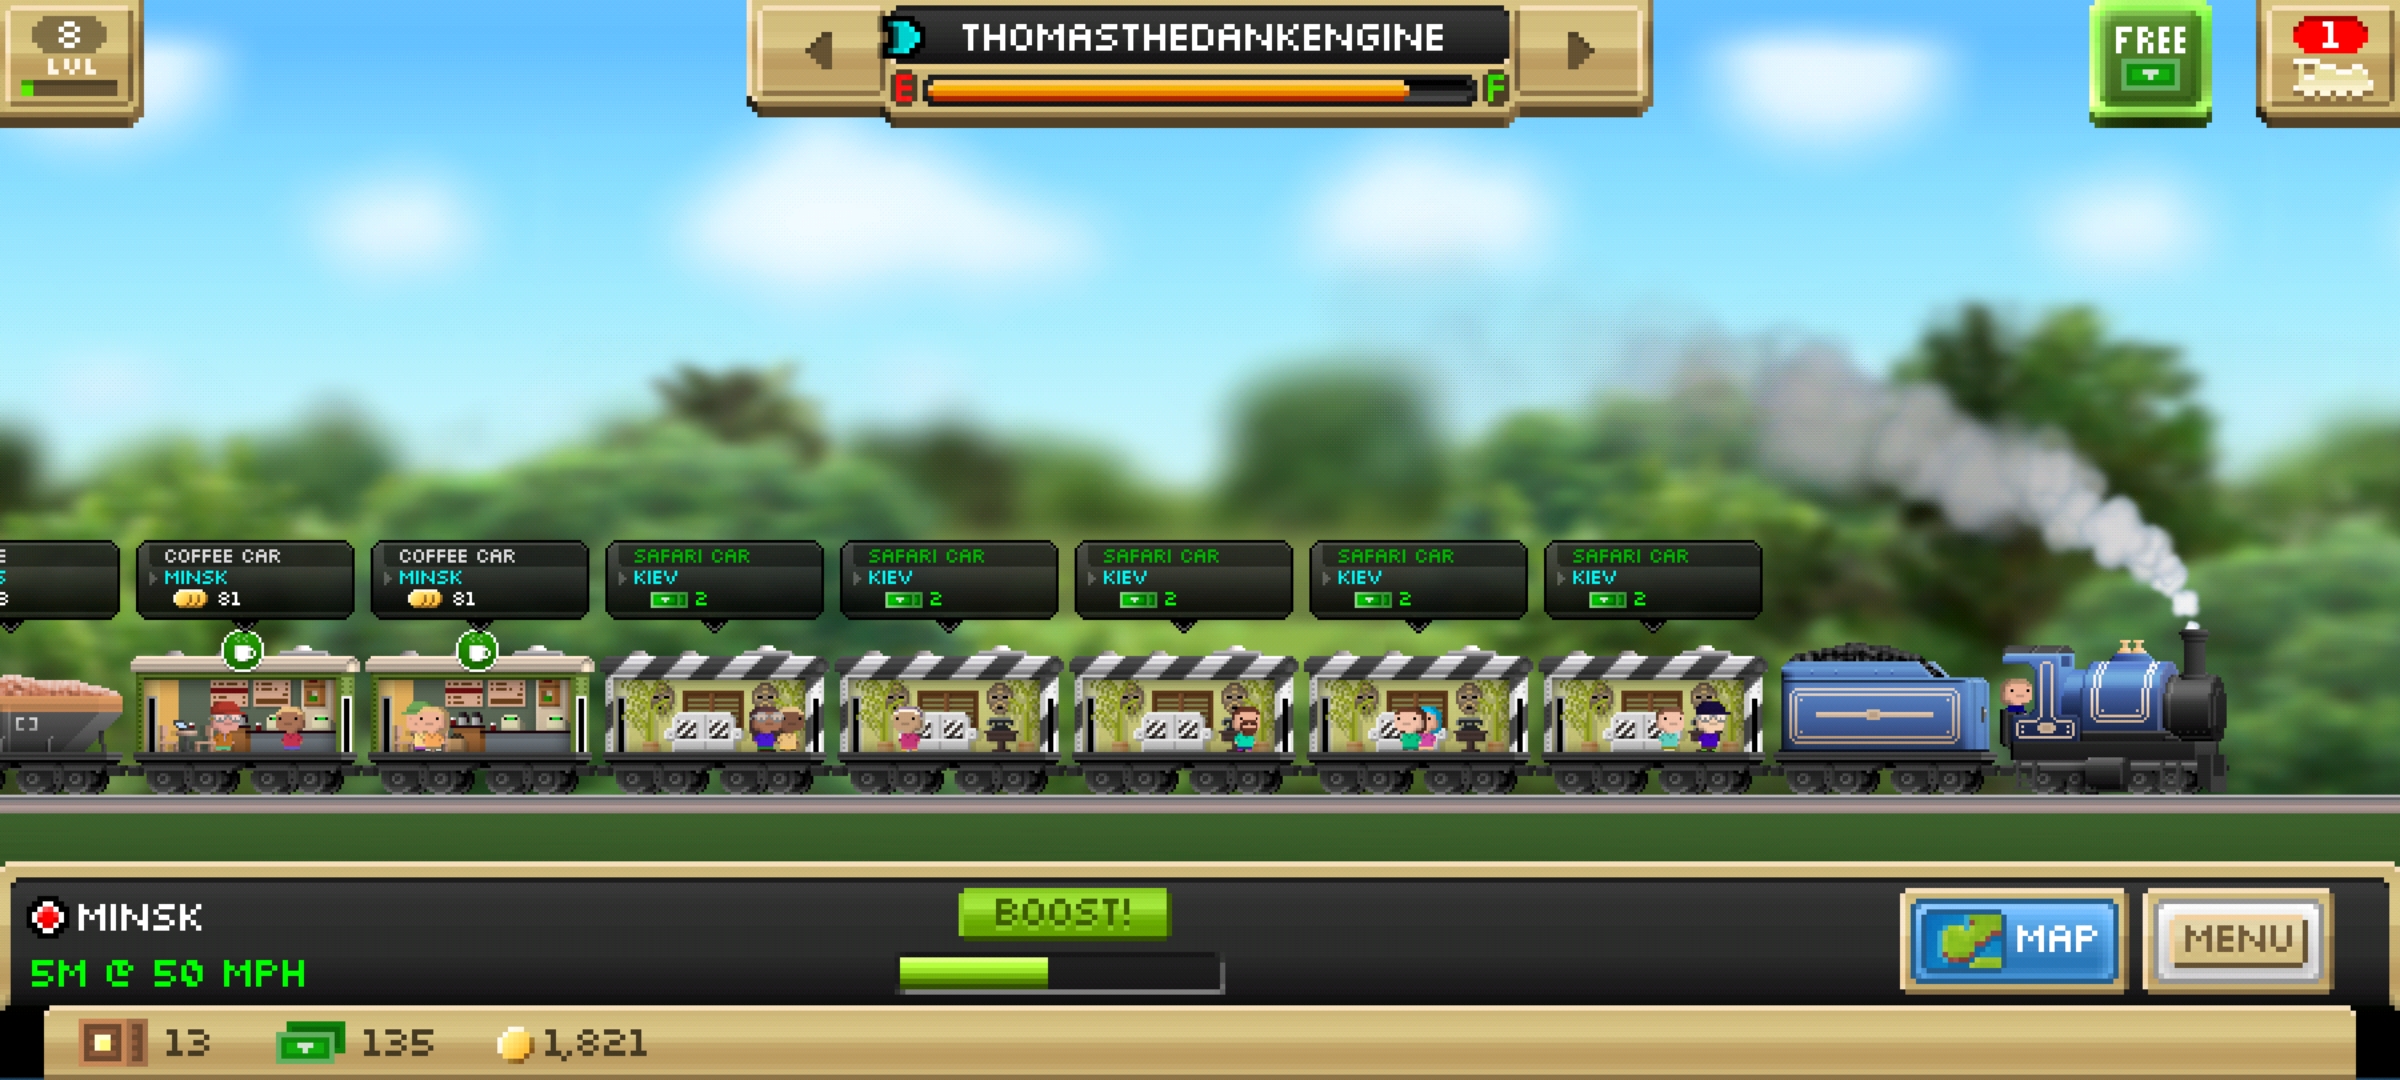 8
LVL
THOMASTHEDANKENGINE
E
F
FREE
1
COFFEE CAR
MINSK
81
COFFEE CAR
MINSK
81
SAFARI CAR
KIEV
2
SAFARI CAR
KIEV
2
SAFARI CAR
KIEV
2
SAFARI CAR
KIEV
2
SAFARI CAR
KIEV
2
MINSK
5M @ 50 MPH
BOOST!
MAP
MENU
13
135
1,821